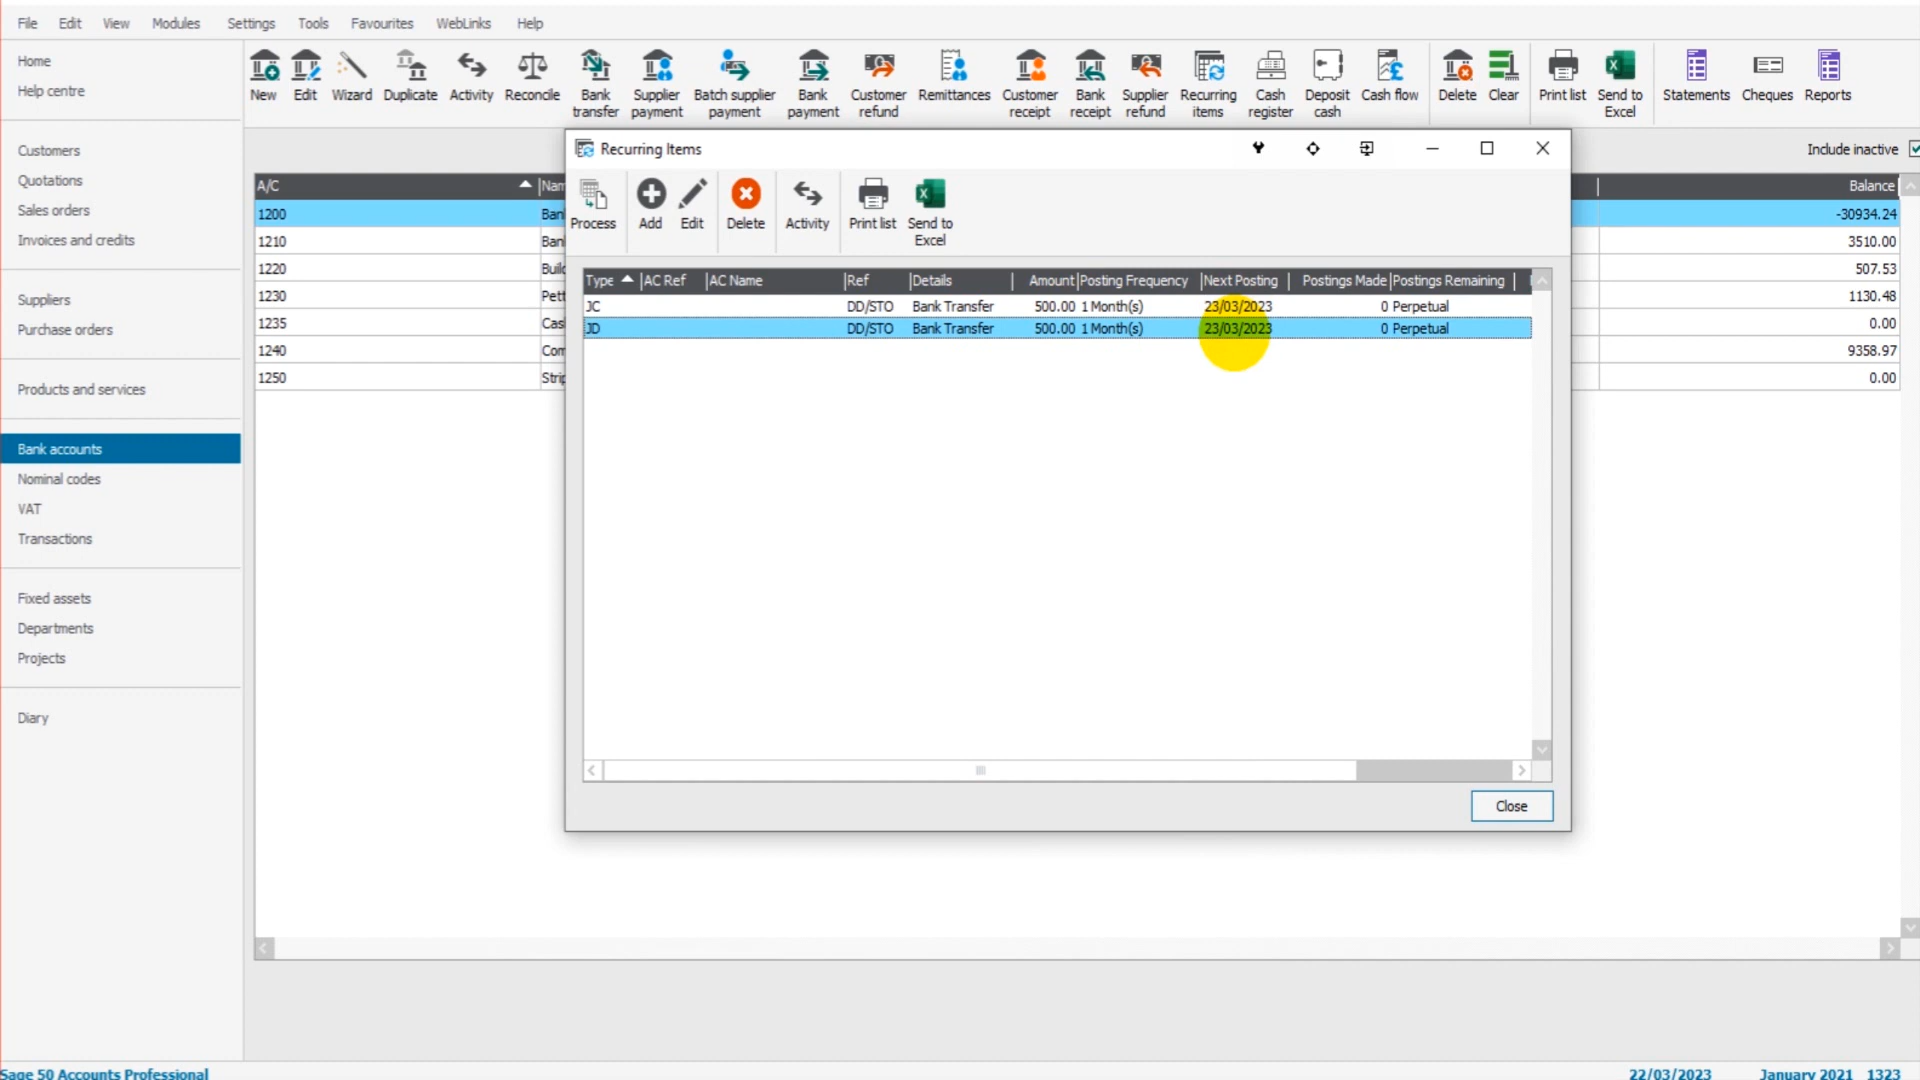 File Edit View Modules Settings Tools Favourites WebLinks Help
Home
Help centre
Customers
Quotations
Sales orders
Invoices and credits
Suppliers
Purchase orders
Products and services
Bank accounts
Nominal codes
VAT
Transactions
Fixed assets
Departments
Projects
Diary
New Edit Wizard Duplicate Activity Reconcile Bank transfer Supplier payment Batch supplier payment Bank payment Customer refund Remittances Customer receipt Bank receipt Supplier refund Recurring items Cash register Deposit cash Cash flow Delete Clear Print list Send to Excel Statements Cheques Reports
Include inactive
A/C Balance
1200 -30934.24
1210 3510.00
1220 507.53
1230 1130.48
1235 0.00
1240 9358.97
1250 0.00
Recurring Items
Process Add Edit Delete Activity Print list Send to Excel
Type AC Ref AC Name Ref Details Amount Posting Frequency Next Posting Postings Made Postings Remaining
JC DD/STO Bank Transfer 500.00 1 Month(s) 23/03/2023 0 Perpetual
JD DD/STO Bank Transfer 500.00 1 Month(s) 23/03/2023 0 Perpetual
Close
Sage 50 Accounts Professional 22/03/2023 January 2021 1323